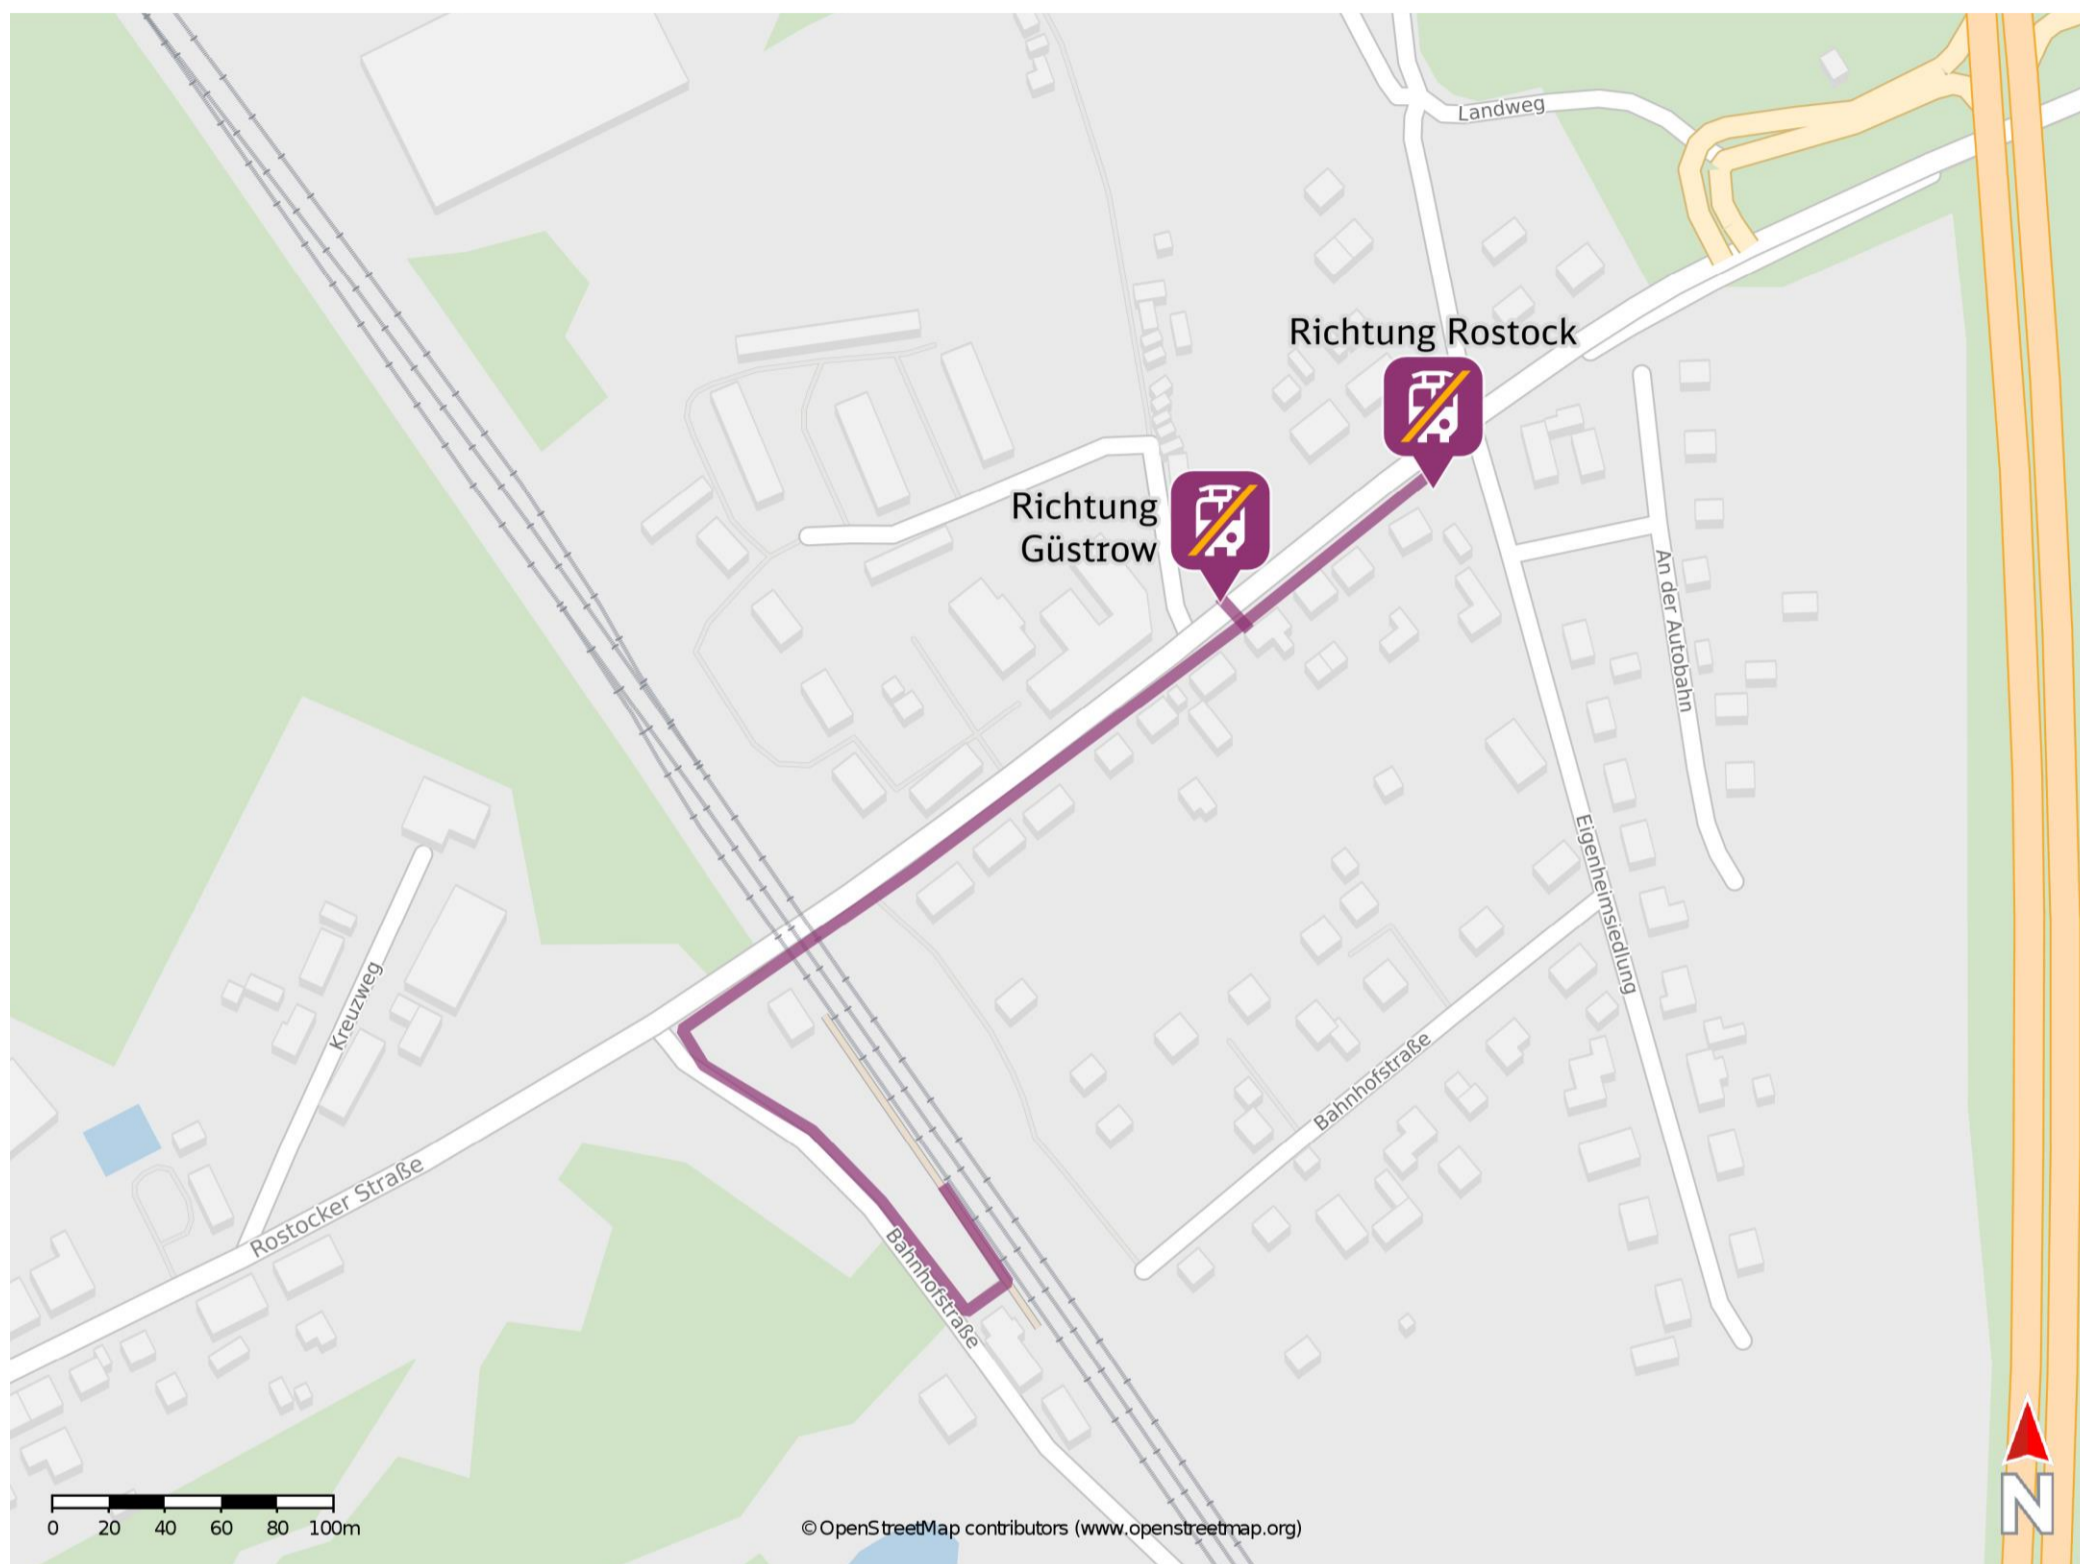 Landweg
Richtung Rostock
Richtung
Güstrow
An der Autobahn
Eigenheimsiedlung
Kreuzweg
Bahnhofstraße
Rostocker Straße
Bahnhofstraße
0 20 40 60 80 100m
© OpenStreetMap contributors (www.openstreetmap.org)
N